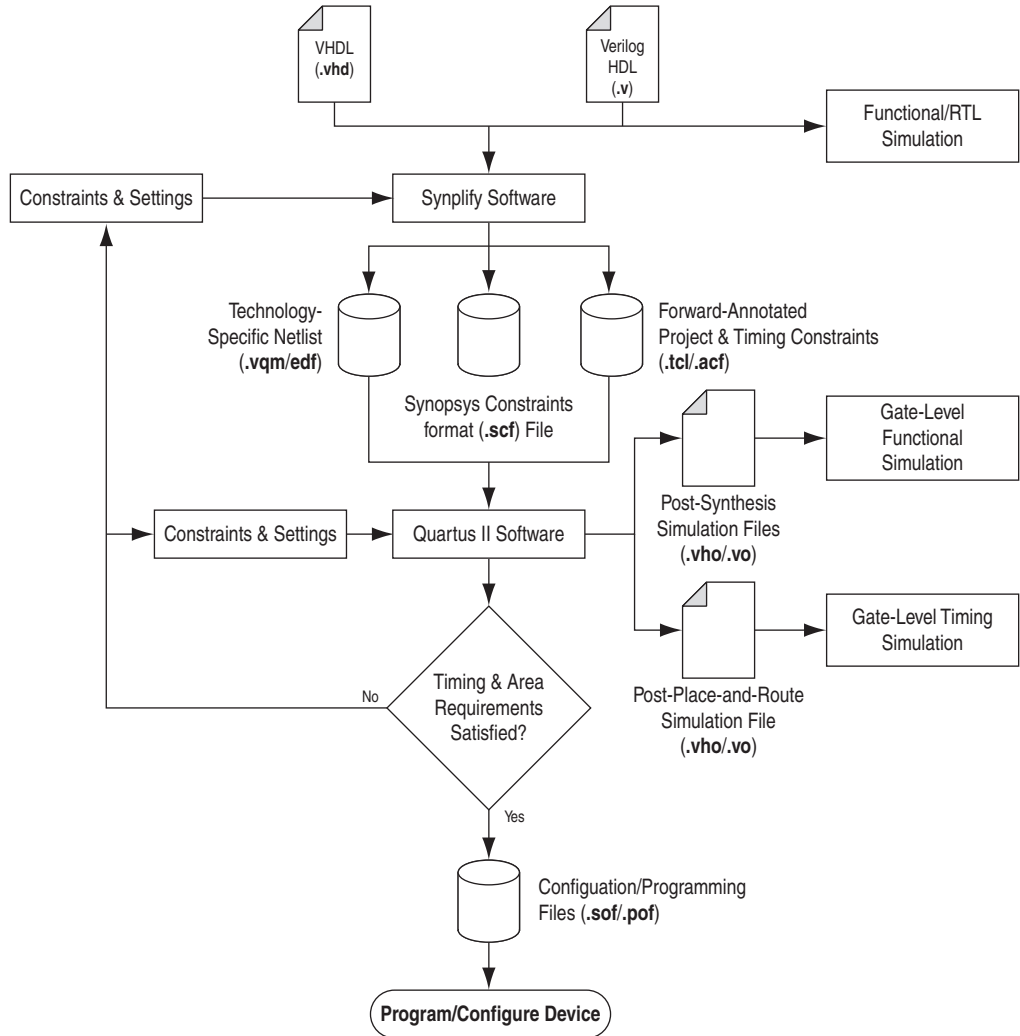 VHDL
(.vhd)
Verilog
HDL
(.v)
Functional/RTL
Simulation
Constraints & Settings
Synplify Software
Technology-
Specific Netlist
(.vqm/edf)
Forward-Annotated
Project & Timing Constraints
(.tcl/.acf)
Synopsys Constraints
format (.scf) File
Gate-Level
Functional
Simulation
Post-Synthesis
Simulation Files
(.vho/.vo)
Constraints & Settings
Quartus II Software
Gate-Level Timing
Simulation
Post-Place-and-Route
Simulation File
(.vho/.vo)
No
Timing & Area
Requirements
Satisfied?
Yes
Configuation/Programming
Files (.sof/.pof)
Program/Configure Device